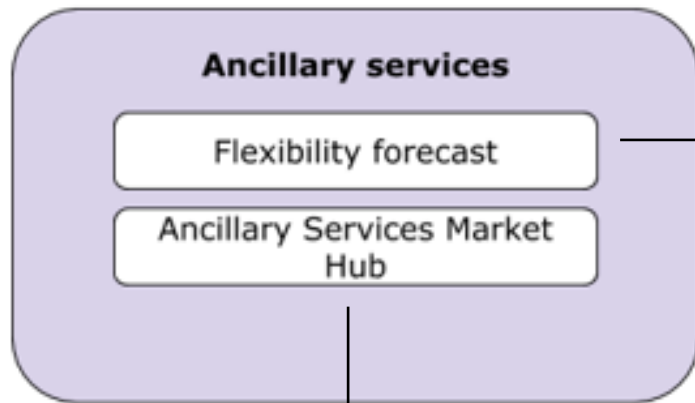 Ancillary services
Flexibility forecast
Ancillary Services Market
Hub